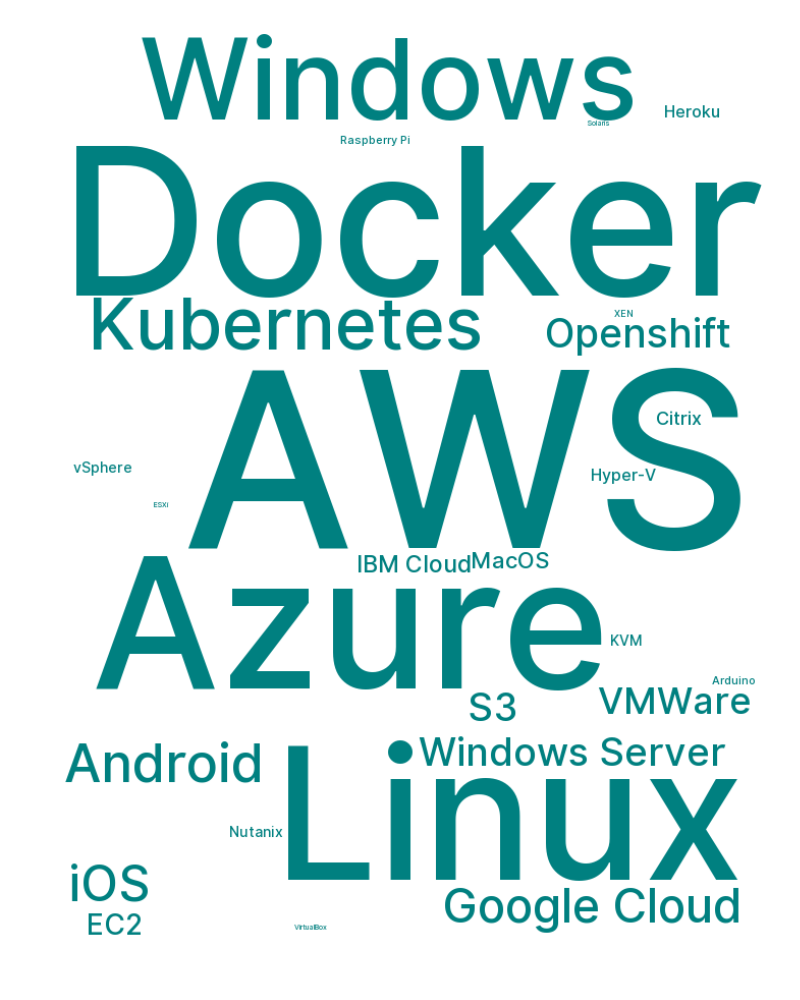 Windows
Solaris
Heroku
Raspberry Pi
Docker
Kubernetes
XEN
Openshift
AWS
Citrix
vSphere
Hyper-V
ESXi
IBM Cloud
MacOS
Azure
KVM
Arduino
S3
VMWare
Android
Windows Server
Linux
Nutanix
iOS
Google Cloud
EC2
VirtualBox